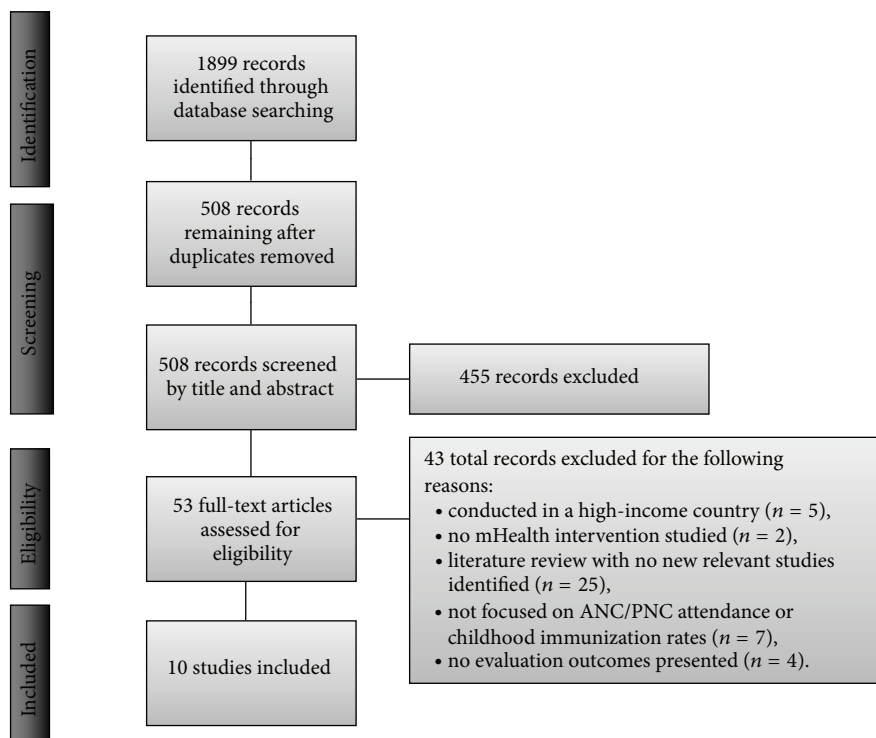 Identification
1899 records
identified through
database searching
Screening
508 records
remaining after
duplicates removed
508 records screened
by title and abstract
455 records excluded
Eligibility
53 full-text articles
assessed for
eligibility
43 total records excluded for the following
reasons:
• conducted in a high-income country (n = 5),
• no mHealth intervention studied (n = 2),
• literature review with no new relevant studies
identified (n = 25),
• not focused on ANC/PNC attendance or
childhood immunization rates (n = 7),
• no evaluation outcomes presented (n = 4).
Included
10 studies included